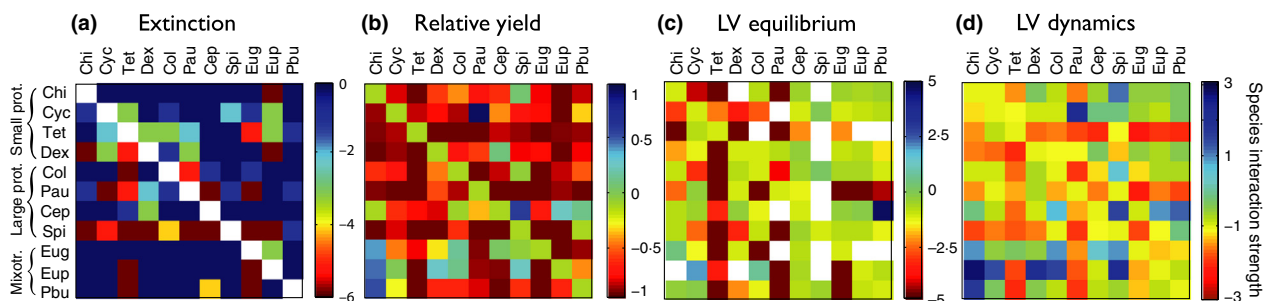 (a) Extinction
Chi Cyc Tet Dex Col Pau Cep Spi Eug Eup Pbu
Small prot.
Chi
Cyc
Tet
Dex
Large prot.
Col
Pau
Cep
Spi
Mixotr.
Eug
Eup
Pbu
0
−2
−4
−6
(b) Relative yield
Chi Cyc Tet Dex Col Pau Cep Spi Eug Eup Pbu
1
0·5
0
−0·5
−1
(c) LV equilibrium
Chi Cyc Tet Dex Col Pau Cep Spi Eug Eup Pbu
5
2·5
0
−2·5
−5
(d) LV dynamics
Chi Cyc Tet Dex Col Pau Cep Spi Eug Eup Pbu
3
1
−1
−3
Species interaction strength